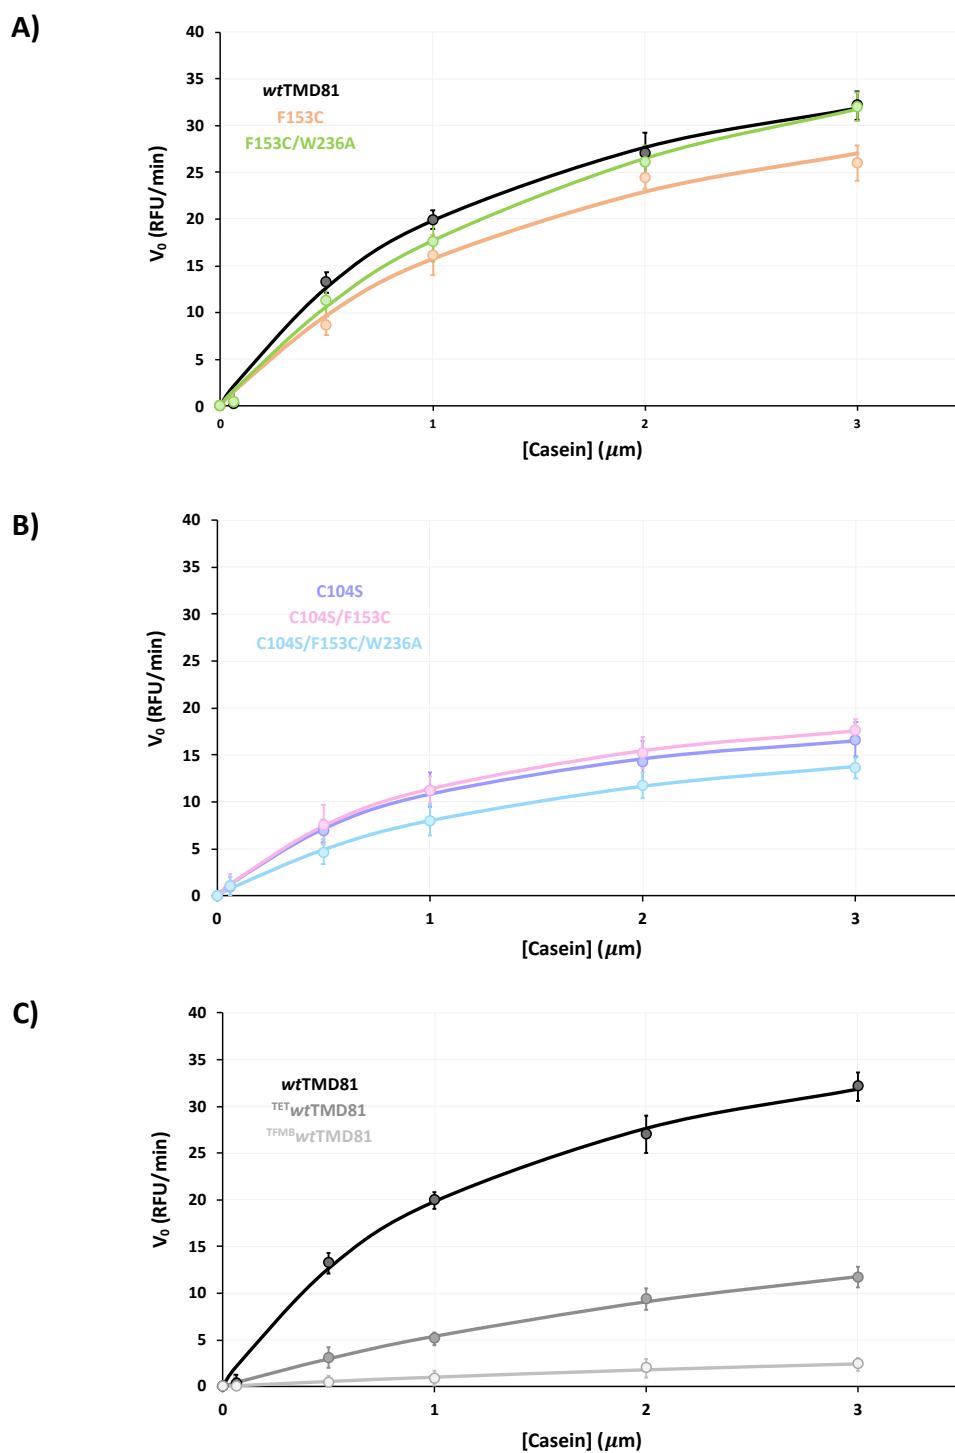 A)
V₀ (RFU/min)
40
35
30
25
20
15
10
5
0
wtTMD81
F153C
F153C/W236A
0 1 2 3
[Casein] (µm)
B)
V₀ (RFU/min)
40
35
30
25
20
15
10
5
0
C104S
C104S/F153C
C104S/F153C/W236A
0 1 2 3
[Casein] (µm)
C)
V₀ (RFU/min)
40
35
30
25
20
15
10
5
0
wtTMD81
ᵀᴱᵀwtTMD81
ᵀᶠᴹᴮwtTMD81
0 1 2 3
[Casein] (µm)